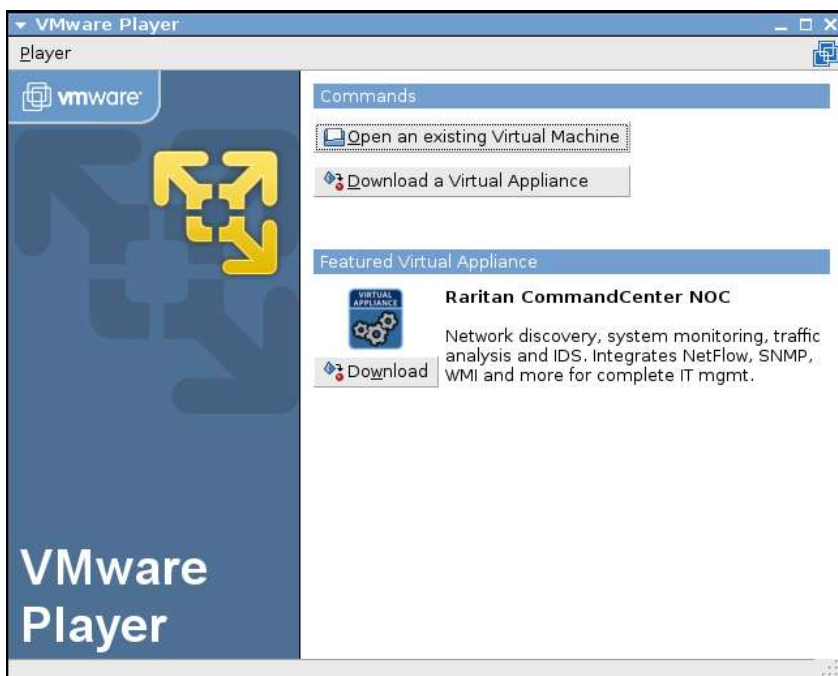 VMware Player
Player
vmware
Commands
Open an existing Virtual Machine
Download a Virtual Appliance
Featured Virtual Appliance
VIRTUAL
APPLIANCE
Raritan CommandCenter NOC
Network discovery, system monitoring, traffic
analysis and IDS. Integrates NetFlow, SNMP,
WMI and more for complete IT mgmt.
Download
VMware
Player